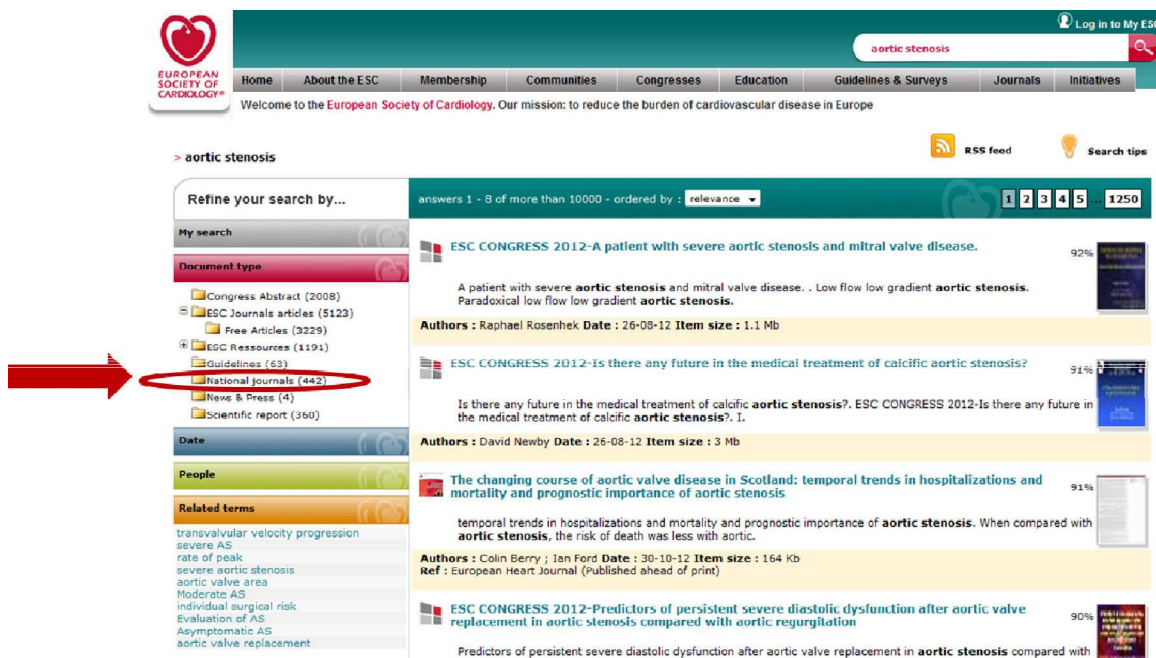 Log in to My ESC
aortic stenosis
EUROPEAN
SOCIETY OF
CARDIOLOGY®
Home About the ESC Membership Communities Congresses Education Guidelines & Surveys Journals Initiatives
Welcome to the European Society of Cardiology. Our mission: to reduce the burden of cardiovascular disease in Europe
> aortic stenosis
RSS feed
Search tips
Refine your search by...
My search
Document type
Congress Abstract (2008)
ESC Journals articles (5123)
Free Articles (3229)
ESC Ressources (1191)
Guidelines (63)
National journals (442)
News & Press (4)
Scientific report (360)
Date
People
Related terms
transvalvular velocity progression
severe AS
rate of peak
severe aortic stenosis
aortic valve area
Moderate AS
individual surgical risk
Evaluation of AS
Asymptomatic AS
aortic valve replacement
answers 1 - 8 of more than 10000 - ordered by : relevance
1 2 3 4 5 ... 1250
ESC CONGRESS 2012-A patient with severe aortic stenosis and mitral valve disease.
92%
A patient with severe aortic stenosis and mitral valve disease. . Low flow low gradient aortic stenosis.
Paradoxical low flow low gradient aortic stenosis.
Authors : Raphael Rosenhek Date : 26-08-12 Item size : 1.1 Mb
ESC CONGRESS 2012-Is there any future in the medical treatment of calcific aortic stenosis?
91%
Is there any future in the medical treatment of calcific aortic stenosis?. ESC CONGRESS 2012-Is there any future in
the medical treatment of calcific aortic stenosis?. I.
Authors : David Newby Date : 26-08-12 Item size : 3 Mb
The changing course of aortic valve disease in Scotland: temporal trends in hospitalizations and
mortality and prognostic importance of aortic stenosis
91%
temporal trends in hospitalizations and mortality and prognostic importance of aortic stenosis. When compared with
aortic stenosis, the risk of death was less with aortic.
Authors : Colin Berry ; Ian Ford Date : 30-10-12 Item size : 164 Kb
Ref : European Heart Journal (Published ahead of print)
ESC CONGRESS 2012-Predictors of persistent severe diastolic dysfunction after aortic valve
replacement in aortic stenosis compared with aortic regurgitation
90%
Predictors of persistent severe diastolic dysfunction after aortic valve replacement in aortic stenosis compared with